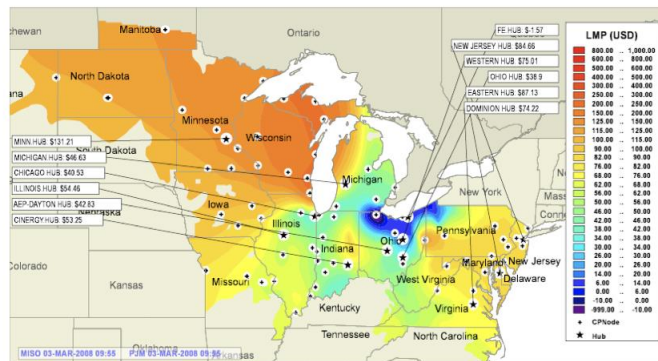 Ontario
Manitoba
North Dakota
Minnesota
South Dakota
Wisconsin
Michigan
Iowa
Nebraska
Illinois
Indiana
Ohio
Pennsylvania
New York
New Jersey
Maryland
Delaware
West Virginia
Virginia
Colorado
Kansas
Missouri
Kentucky
Tennessee
North Carolina
Oklahoma
FE HUB: $-1.57
NEW JERSEY HUB: $84.66
WESTERN HUB: $75.01
OHIO HUB: $38.9
EASTERN HUB: $87.13
DOMINION HUB: $74.22
MINN HUB: $131.21
MICHIGAN HUB: $46.63
CHICAGO HUB: $40.53
ILLINOIS HUB: $54.46
AEP-DAYTON HUB: $42.83
CINERGY HUB: $53.25
LMP (USD)
800.00 .. 1,000.00
600.00 .. 800.00
500.00 .. 600.00
400.00 .. 500.00
300.00 .. 400.00
250.00 .. 300.00
200.00 .. 250.00
150.00 .. 200.00
125.00 .. 150.00
115.00 .. 125.00
100.00 .. 115.00
90.00 .. 100.00
82.00 .. 90.00
76.00 .. 82.00
68.00 .. 76.00
62.00 .. 68.00
56.00 .. 62.00
50.00 .. 56.00
46.00 .. 50.00
42.00 .. 46.00
38.00 .. 42.00
34.00 .. 38.00
30.00 .. 34.00
26.00 .. 30.00
20.00 .. 26.00
14.00 .. 20.00
6.00 .. 14.00
0.00 .. 6.00
-10.00 .. 0.00
-999.00 .. -10.00
CPNode
Hub
MISO 03-MAR-2008 09:55 PJM 03-MAR-2008 09:55